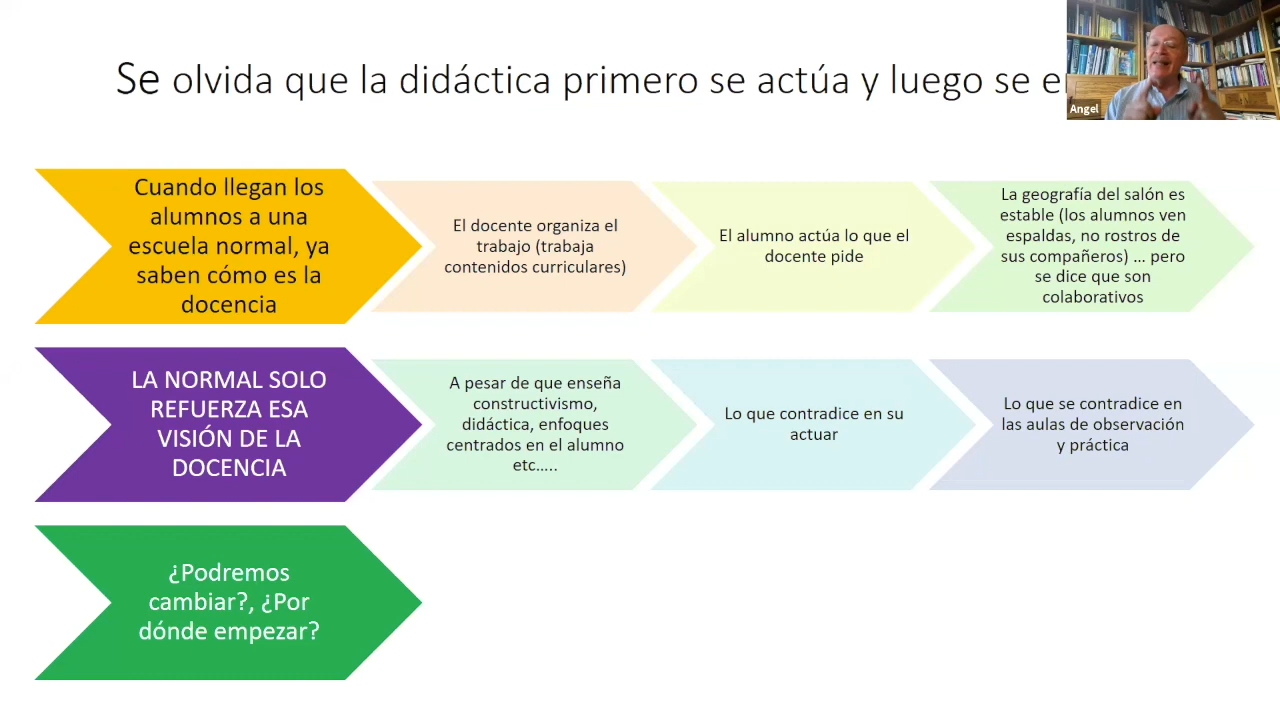 Se olvida que la didáctica primero se actúa y luego se
Angel
Cuando llegan los
alumnos a una
escuela normal, ya
saben cómo es la
docencia
El docente organiza el
trabajo (trabaja
contenidos curriculares)
El alumno actúa lo que el
docente pide
La geografía del salón es
estable (los alumnos ven
espaldas, no rostros de
sus compañeros) ... pero
se dice que son
colaborativos
LA NORMAL SOLO
REFUERZA ESA
VISIÓN DE LA
DOCENCIA
A pesar de que enseña
constructivismo,
didáctica, enfoques
centrados en el alumno
etc.....
Lo que contradice en su
actuar
Lo que se contradice en
las aulas de observación
y práctica
¿Podremos
cambiar?, ¿Por
dónde empezar?